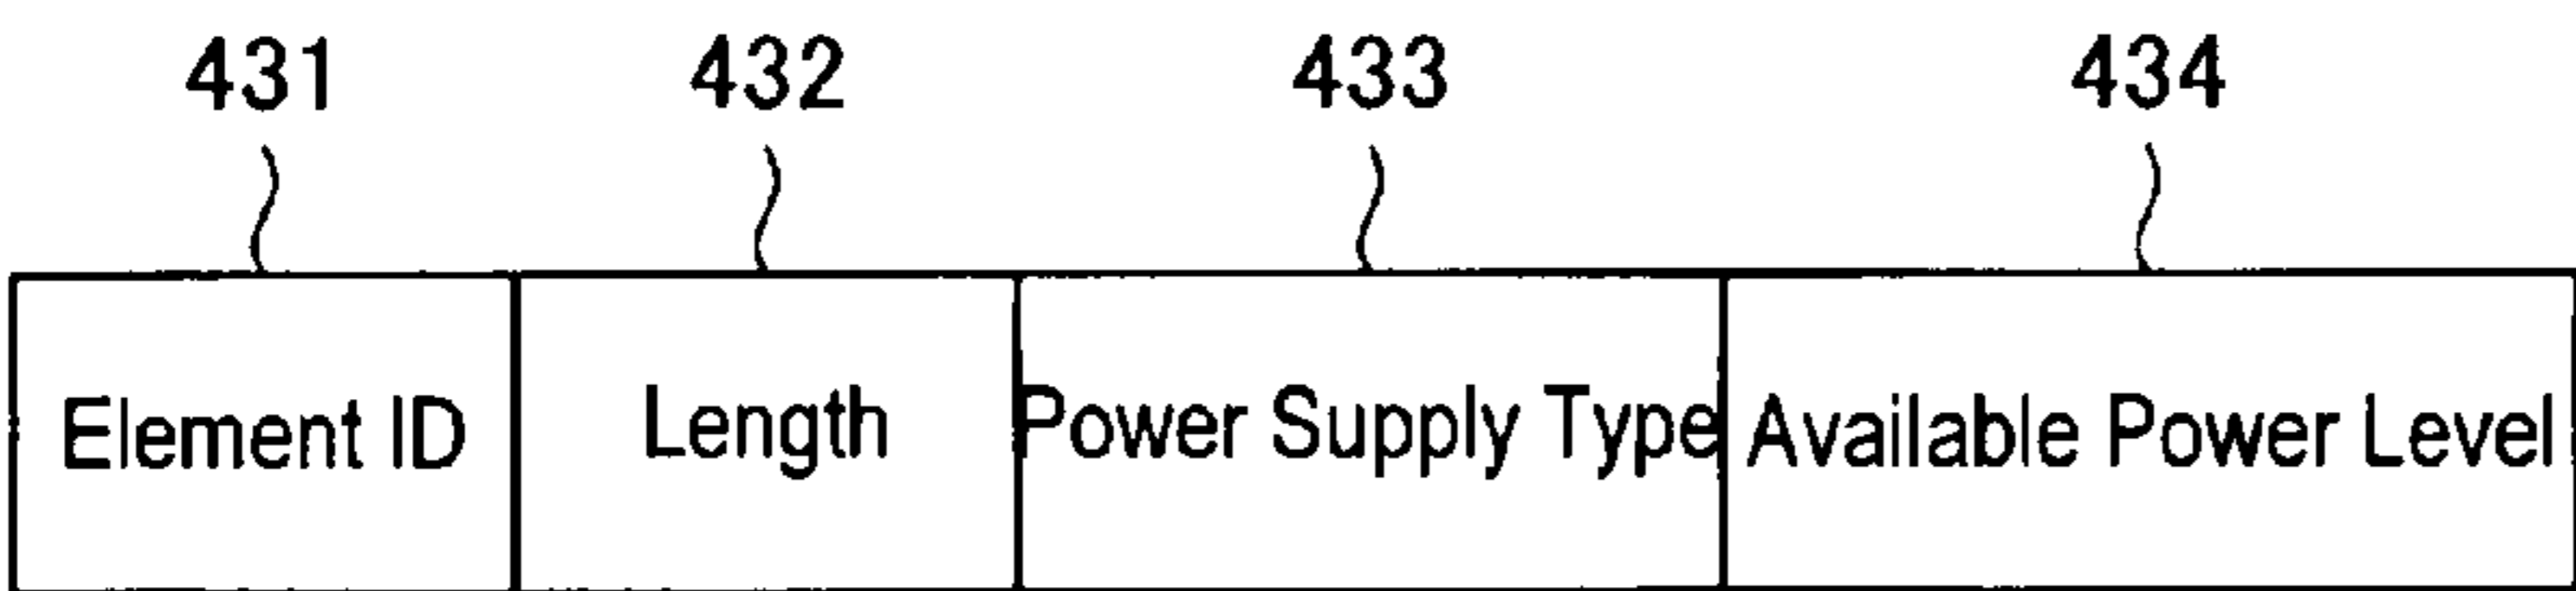 431 432 433 434
Element ID Length Power Supply Type Available Power Level